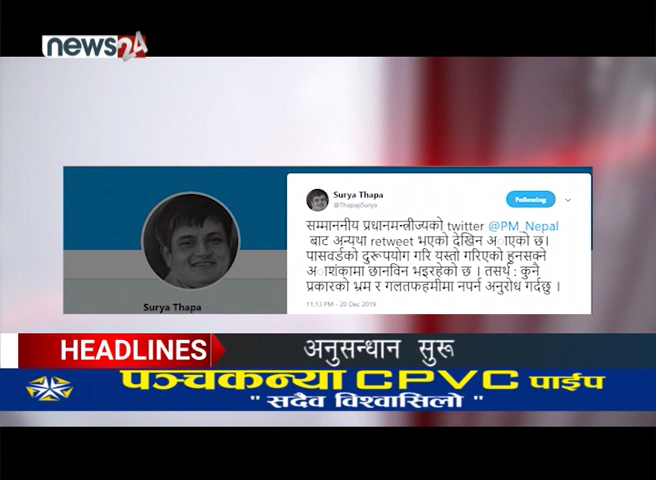 news24
Surya Thapa
@ThapajiSurya
Following
सम्माननीय प्रधानमन्त्रीज्यको twitter @PM_Nepal
बाट अन्यथा retweet भएको देखिन अाएको छ।
पासवर्डको दुरूपयोग गरि यस्तो गरिएको हुनसक्ने
अाशंकामा छानविन भइरहेको छ । तसर्थ : कुनै
प्रकारको भ्रम र गलतफहमीमा नपर्न अनुरोध गर्दछु ।
11:13 PM - 20 Dec 2019
Surya Thapa
HEADLINES
अनुसन्धान सुरू
पञ्चकन्या CPVC पाईप
" सदैव विश्वासिलो "